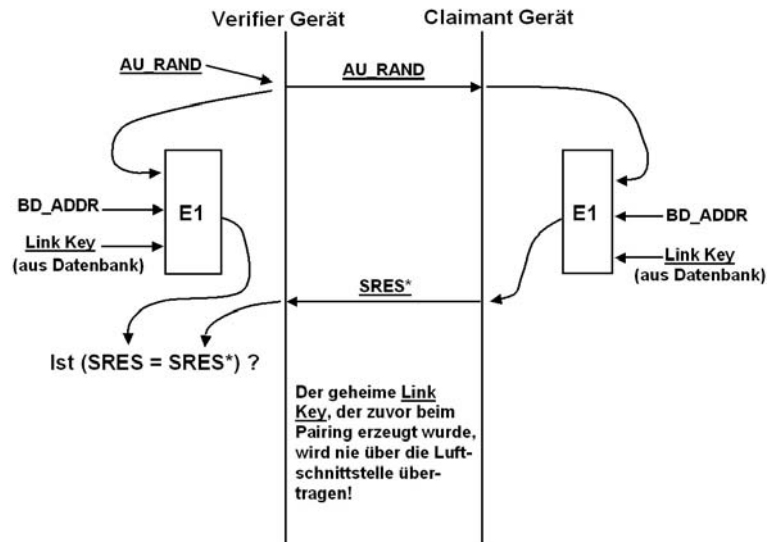 Verifier Gerät
Claimant Gerät
AU_RAND
AU_RAND
E1
E1
BD_ADDR
BD_ADDR
Link Key
(aus Datenbank)
Link Key
(aus Datenbank)
SRES*
Ist (SRES = SRES*) ?
Der geheime Link
Key, der zuvor beim
Pairing erzeugt wurde,
wird nie über die Luft-
schnittstelle über-
tragen!